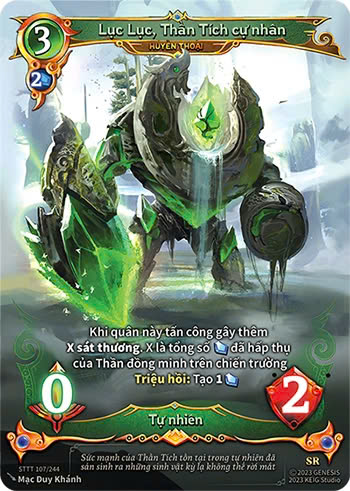 3
Lục Lục, Thần Tích cự nhân
HUYỀN THOẠI
2
Khi quân này tấn công gây thêm
X sát thương. X là tổng số đã hấp thụ
của Thần đồng minh trên chiến trường
Triệu hồi: Tạo 1
0
2
Tự nhiên
STTT 107/244
Mạc Duy Khánh
Sức mạnh của Thần Tích tồn tại trong tự nhiên đã
sản sinh ra những sinh vật kỳ lạ không thể rời mắt
SR
© 2023 GENESIS
2023 KEIG Studio